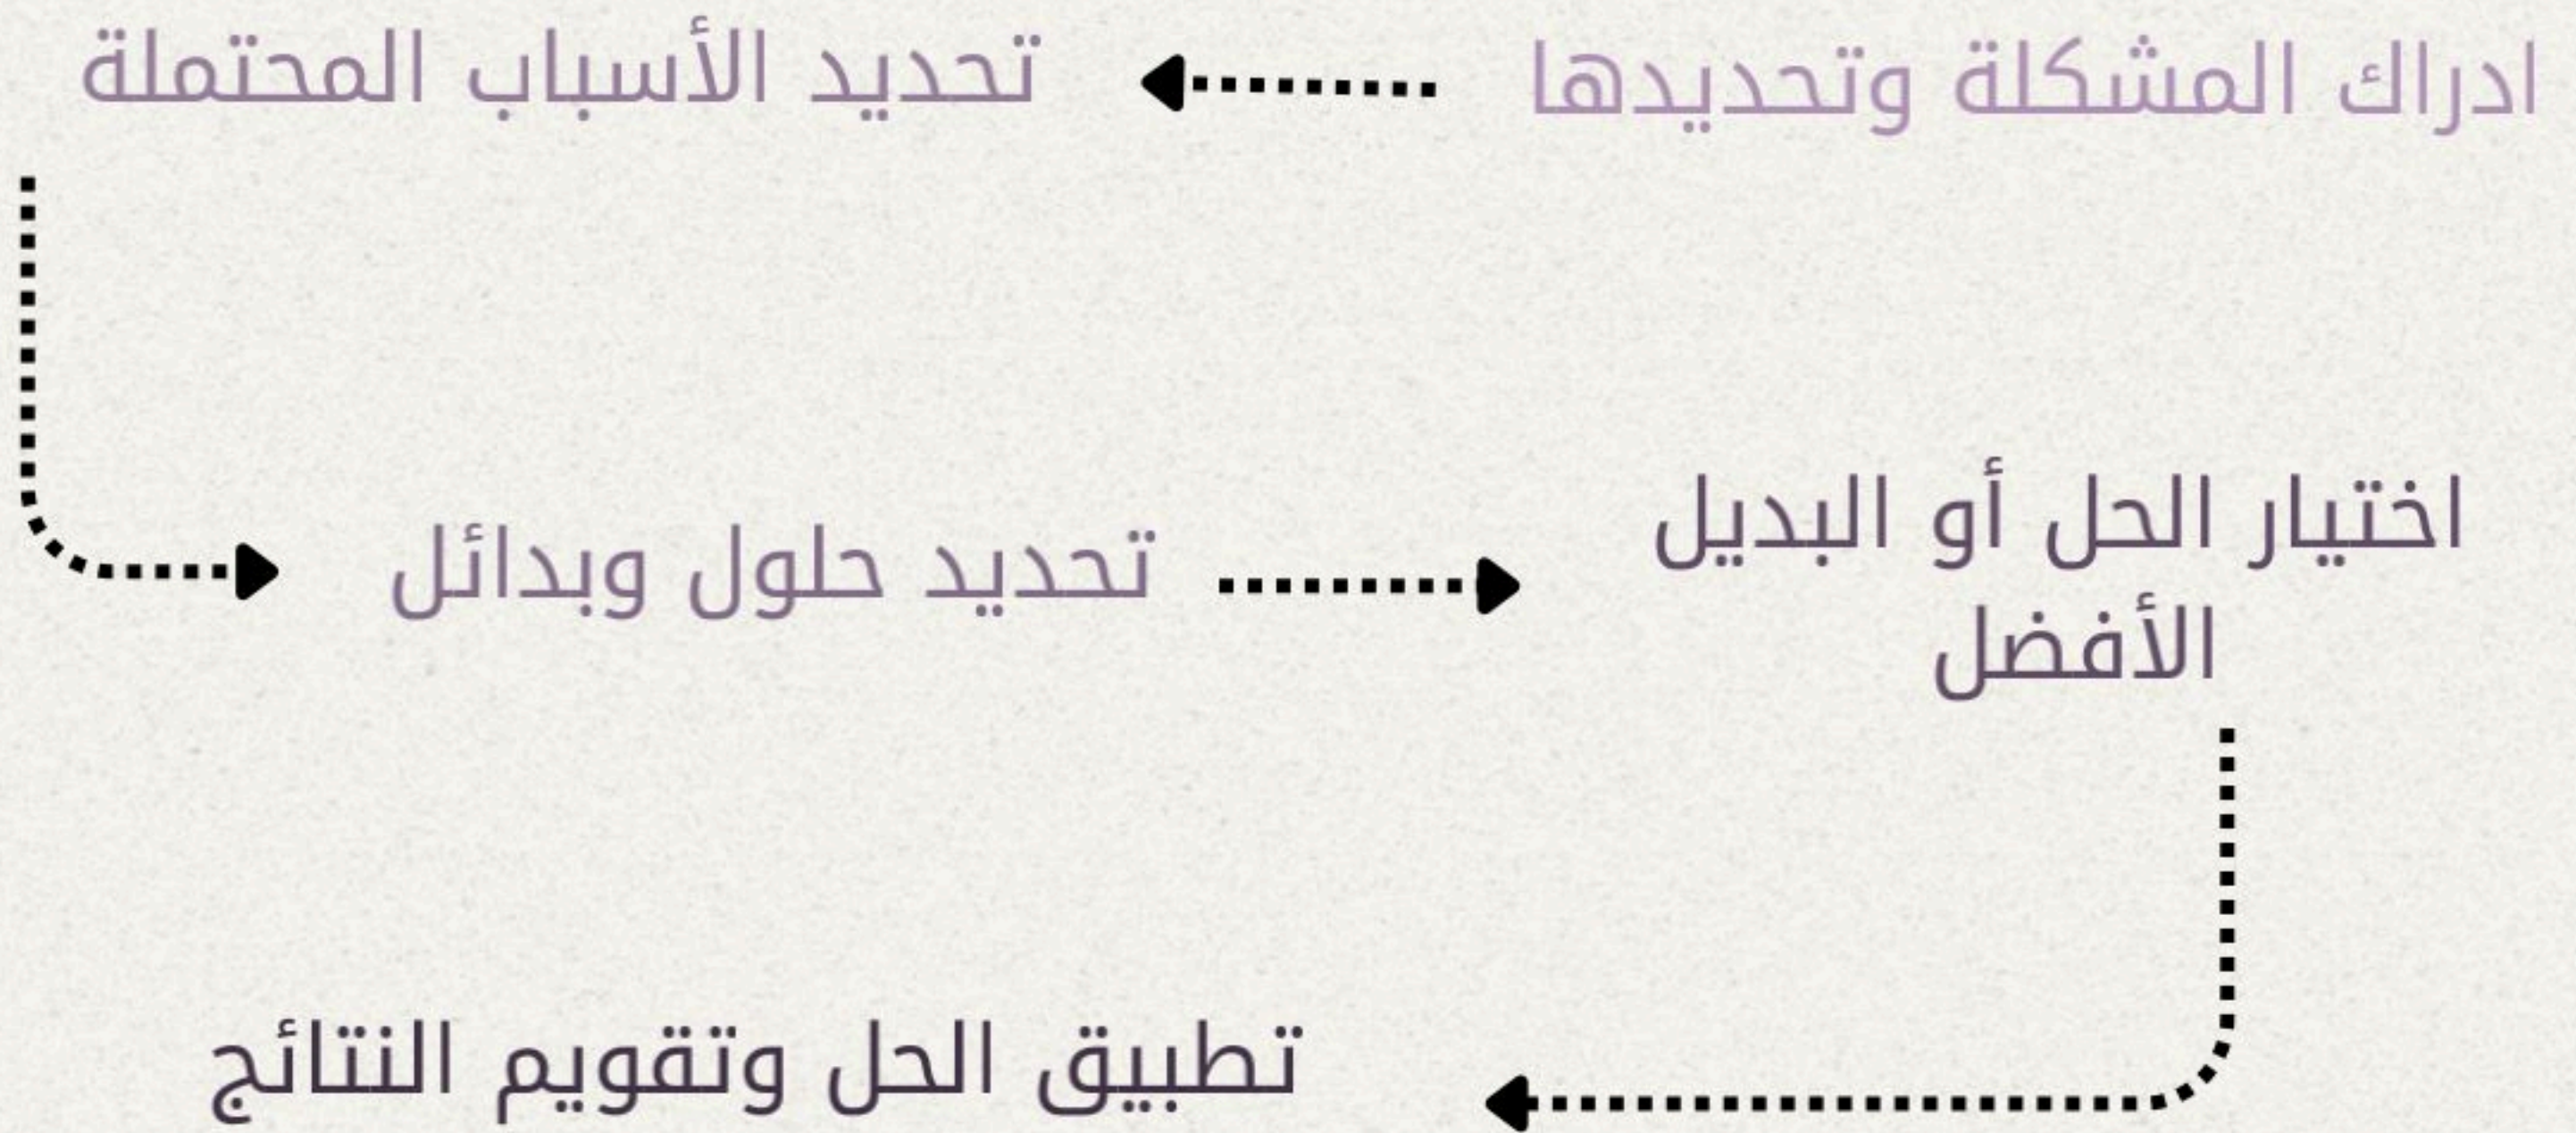 ادراك المشكلة وتحديدها
تحديد الأسباب المحتملة
تحديد حلول وبدائل
اختيار الحل أو البديل
الأفضل
تطبيق الحل وتقويم النتائج